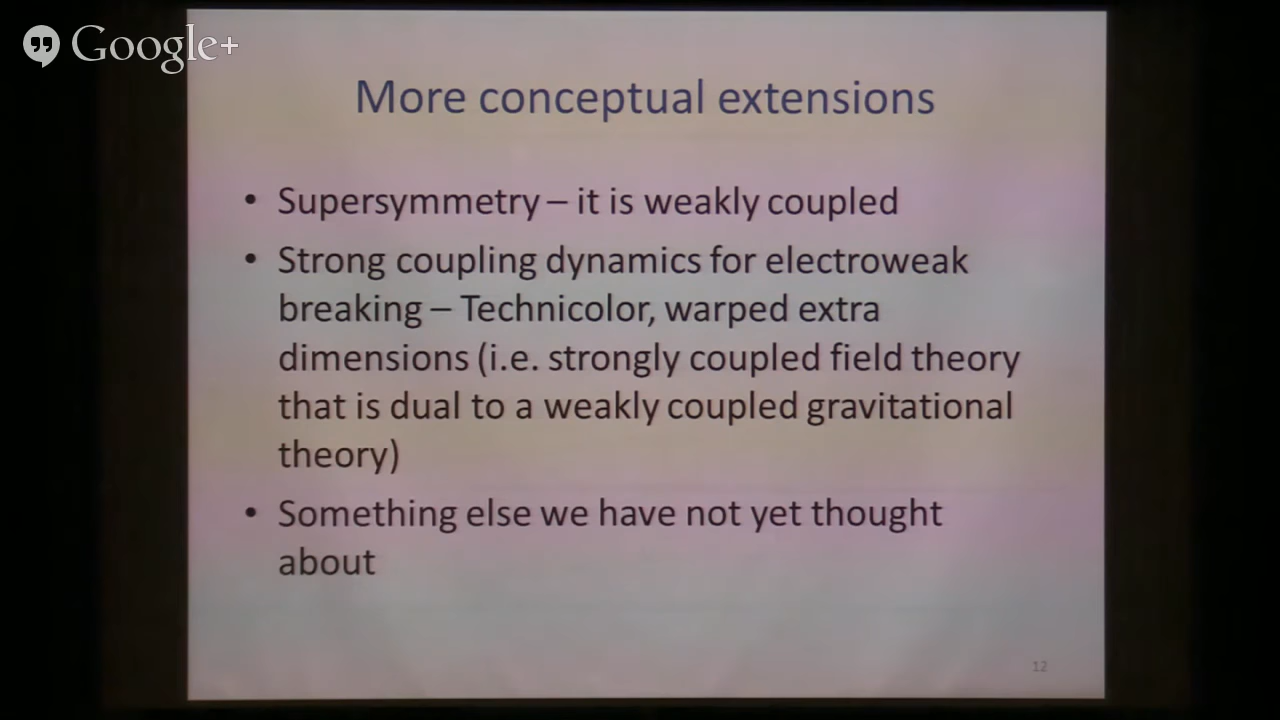 Google+
More conceptual extensions
• Supersymmetry – it is weakly coupled
• Strong coupling dynamics for electroweak
breaking – Technicolor, warped extra
dimensions (i.e. strongly coupled field theory
that is dual to a weakly coupled gravitational
theory)
• Something else we have not yet thought
about
12